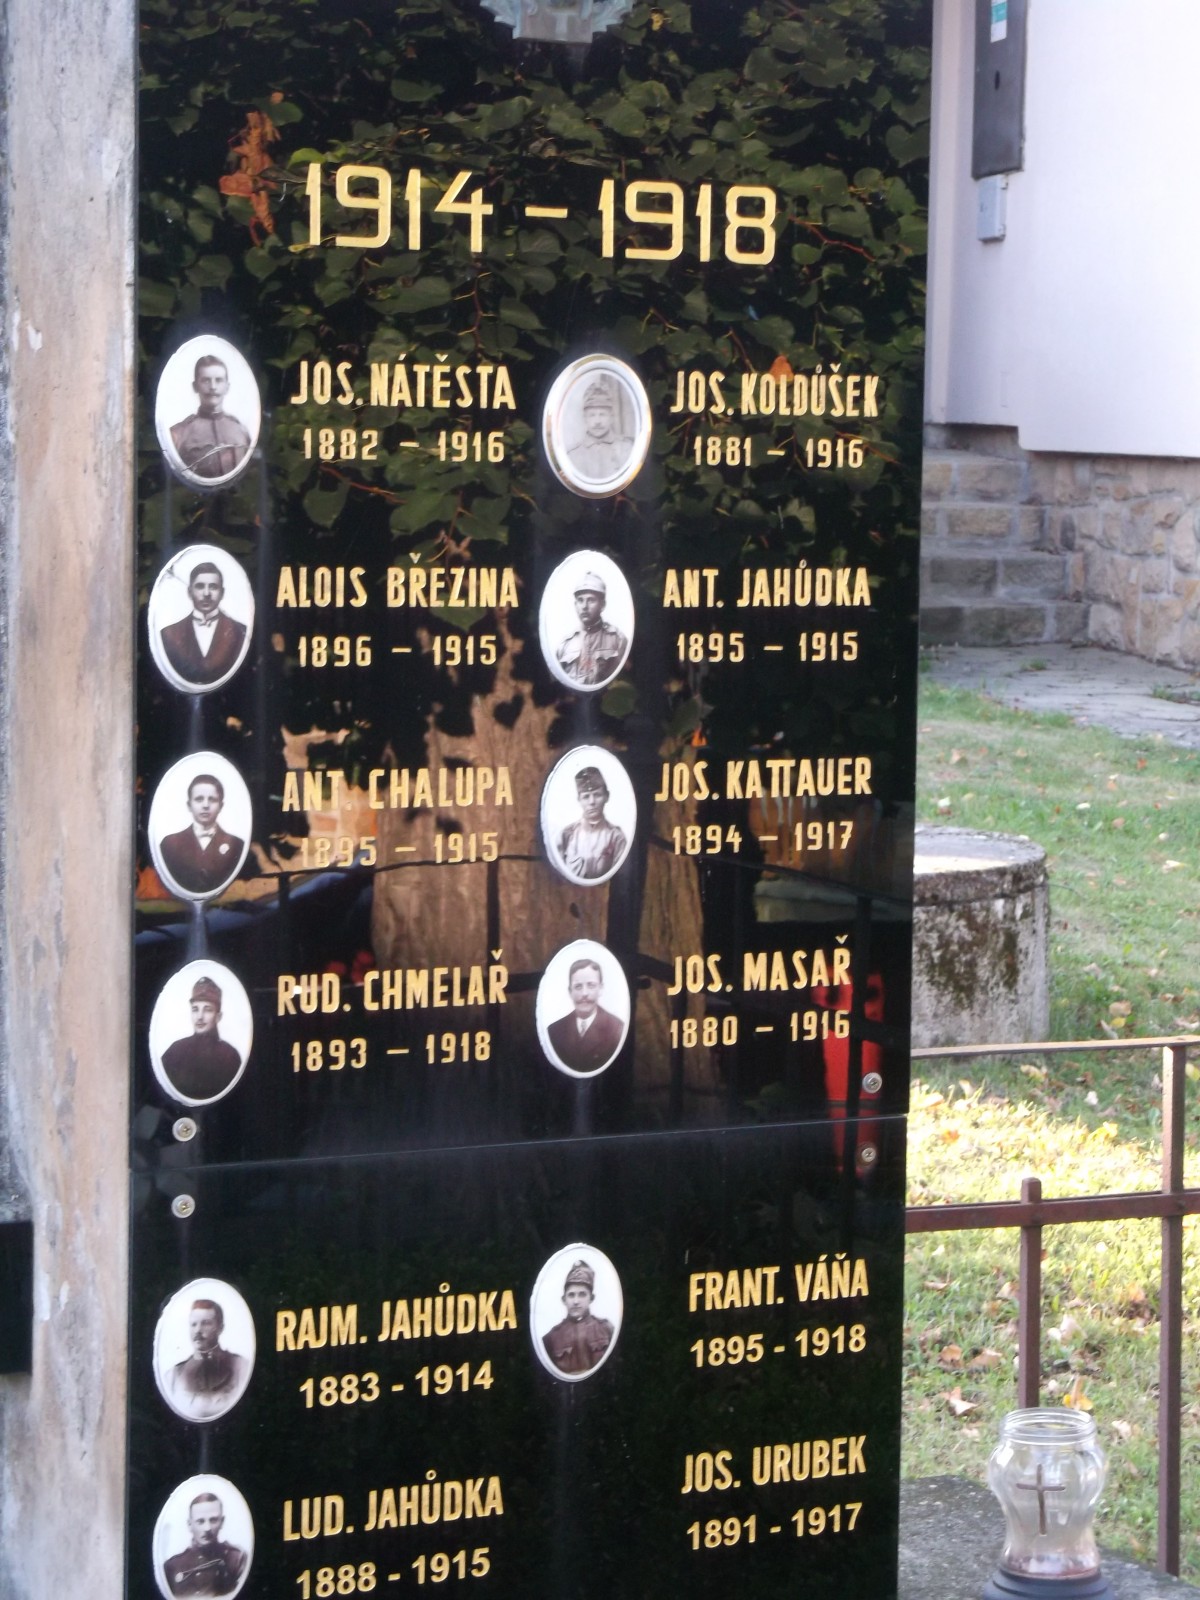 1914 - 1918
JOS. NÁTĚSTA
1882 - 1916
JOS. KOLDŮŠEK
1881 - 1916
ALOIS BŘEZINA
1896 - 1915
ANT. JAHŮDKA
1895 - 1915
ANT. CHALUPA
1895 - 1915
JOS. KATTAUER
1894 - 1917
RUD. CHMELAŘ
1893 - 1918
JOS. MASAŘ
1880 - 1916
RAJM. JAHŮDKA
1883 - 1914
FRANT. VÁŇA
1895 - 1918
LUD. JAHŮDKA
1888 - 1915
JOS. URUBEK
1891 - 1917